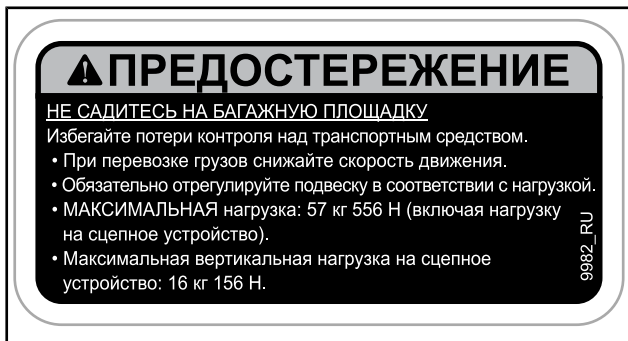 ⚠ПРЕДОСТЕРЕЖЕНИЕ
НЕ САДИТЕСЬ НА БАГАЖНУЮ ПЛОЩАДКУ
Избегайте потери контроля над транспортным средством.
• При перевозке грузов снижайте скорость движения.
• Обязательно отрегулируйте подвеску в соответствии с нагрузкой.
• МАКСИМАЛЬНАЯ нагрузка: 57 кг 556 Н (включая нагрузку
на сцепное устройство).
• Максимальная вертикальная нагрузка на сцепное
устройство: 16 кг 156 Н.
9982_RU